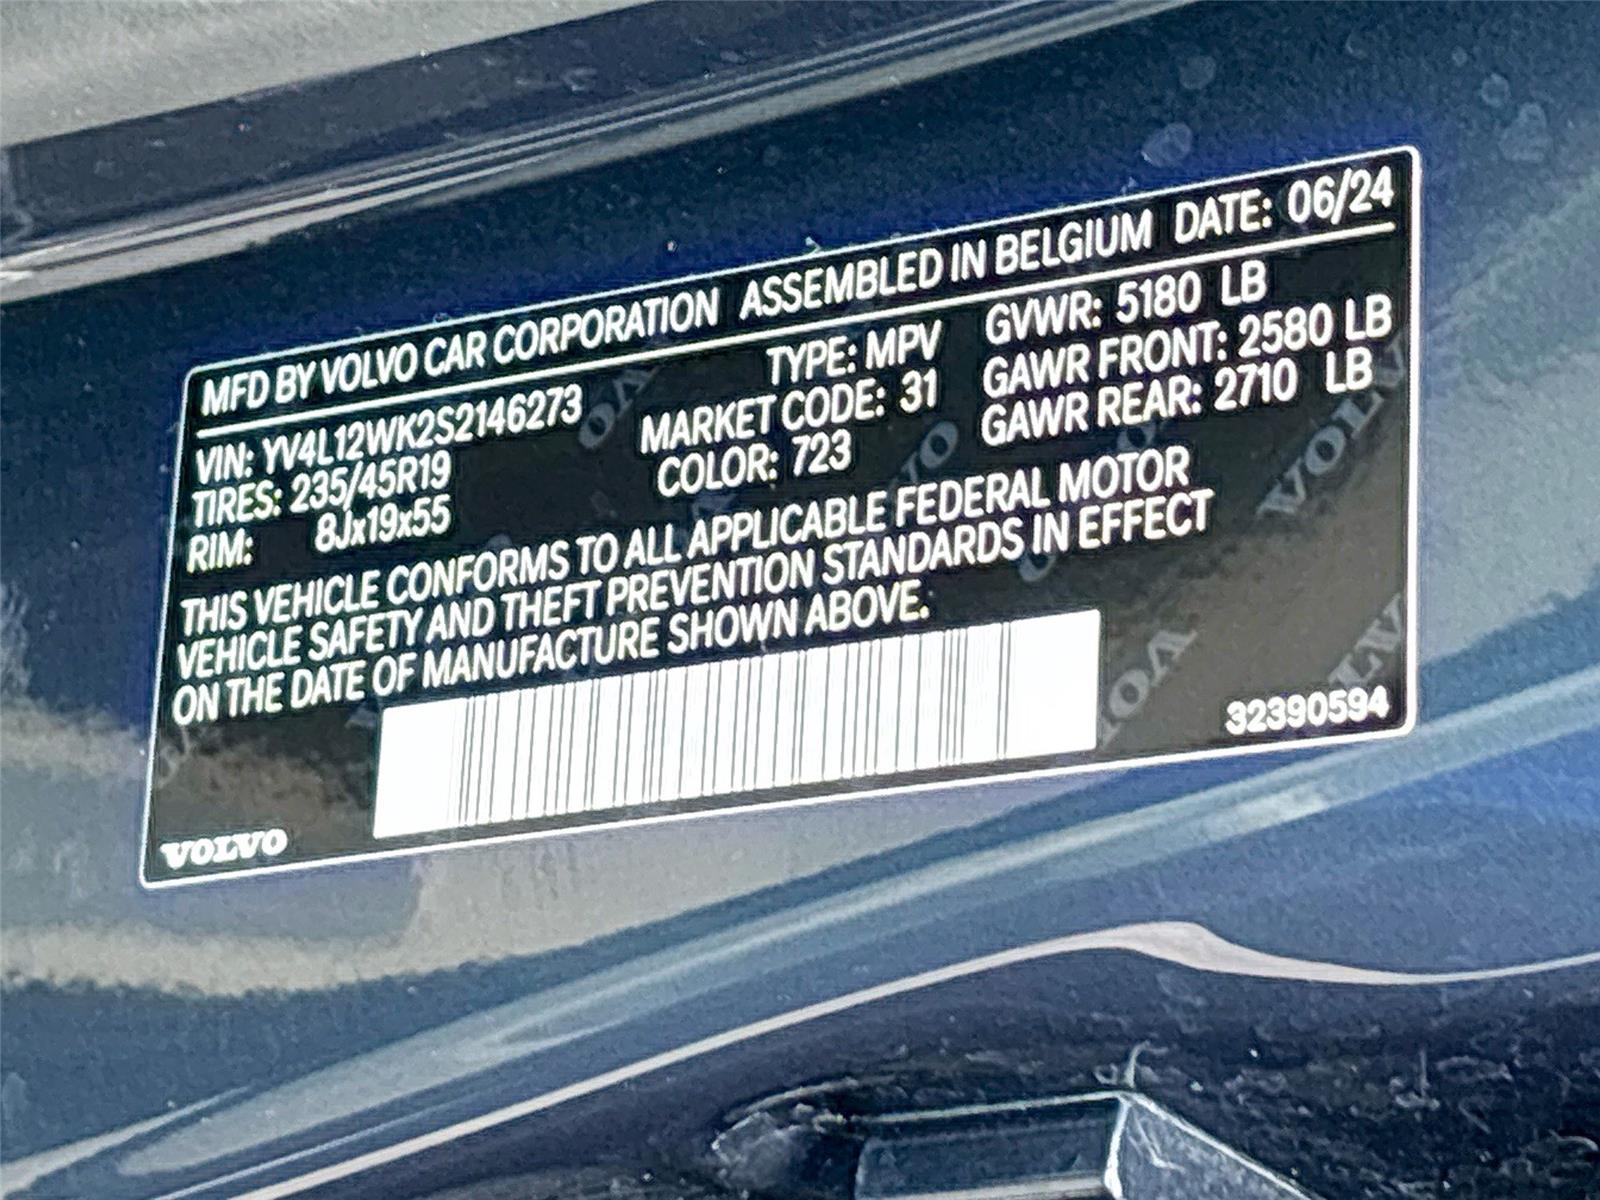 MFD BY VOLVO CAR CORPORATION ASSEMBLED IN BELGIUM DATE: 06/24
VIN: YV4L12WK2S2146273 TYPE: MPV GVWR: 5180 LB
TIRES: 235/45R19 MARKET CODE: 31 GAWR FRONT: 2580 LB
RIM: 8Jx19x55 COLOR: 723 GAWR REAR: 2710 LB
THIS VEHICLE CONFORMS TO ALL APPLICABLE FEDERAL MOTOR
VEHICLE SAFETY AND THEFT PREVENTION STANDARDS IN EFFECT
ON THE DATE OF MANUFACTURE SHOWN ABOVE.
32390594
VOLVO